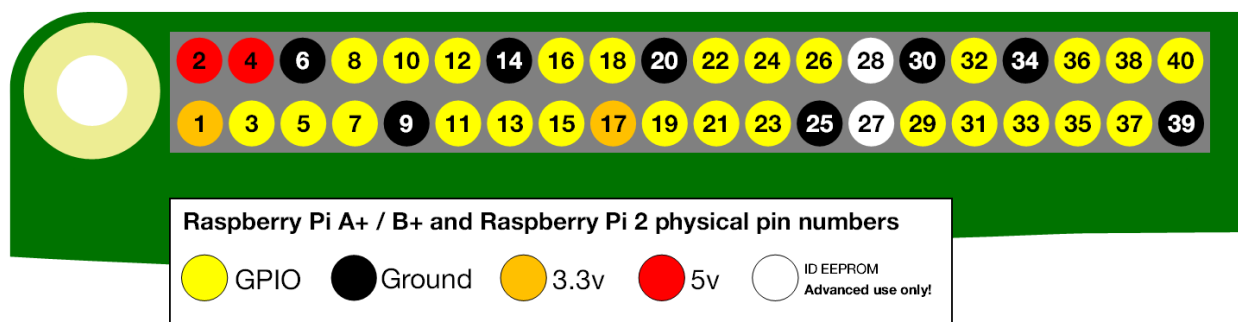 2 4 6 8 10 12 14 16 18 20 22 24 26 28 30 32 34 36 38 40
1 3 5 7 9 11 13 15 17 19 21 23 25 27 29 31 33 35 37 39
Raspberry Pi A+ / B+ and Raspberry Pi 2 physical pin numbers
GPIO Ground 3.3v 5v ID EEPROM
Advanced use only!